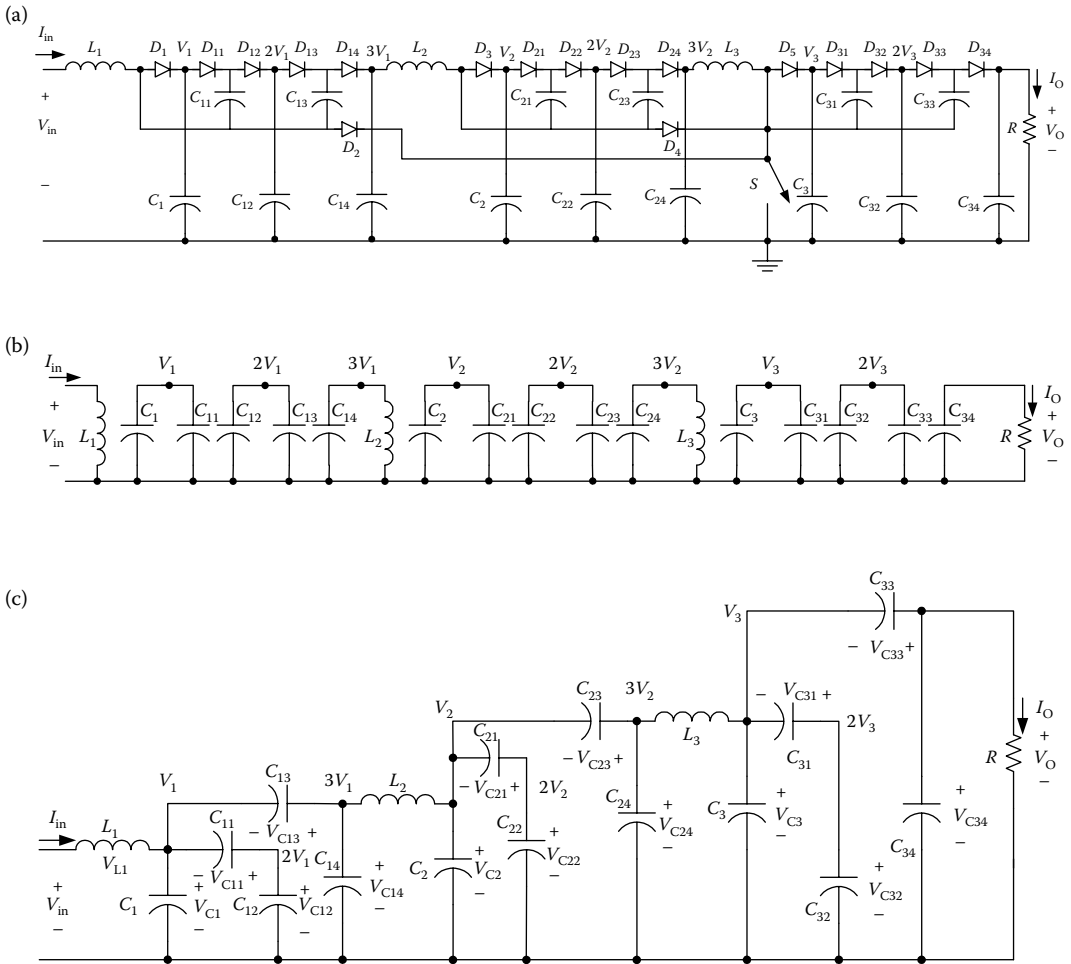 (a)
I_in L_1 D_1 V_1 D_11 D_12 2V_1 D_13 D_14 3V_1 L_2 D_3 V_2 D_21 D_22 2V_2 D_23 D_24 3V_2 L_3 D_5 V_3 D_31 D_32 2V_3 D_33 D_34
I_O
C_11 C_13 C_21 C_23 C_31 C_33
+ +
V_in R V_O
D_2 D_4 −
− S
C_1 C_12 C_14 C_2 C_22 C_24 C_3 C_32 C_34
(b)
I_in V_1 2V_1 3V_1 V_2 2V_2 3V_2 V_3 2V_3
I_O
+ C_1 C_11 C_12 C_13 C_14 C_2 C_21 C_22 C_23 C_24 C_3 C_31 C_32 C_33 C_34 +
V_in L_1 L_2 L_3 R V_O
− −
(c)
C_33
V_3
− V_C33 +
C_23 3V_2 − V_C31 +
V_2 2V_3 I_O
L_3
C_21 C_31 +
− V_C23 + R V_O
C_13 3V_1 L_2 −
V_1 − V_C21 + 2V_2 C_24 + C_3 + +
V_C24 V_C3 V_C34
I_in L_1 C_11 − V_C13 + C_22 + − − C_34 −
2V_1 C_14 V_C22
V_L1 − V_C11 + + C_2 + − +
V_C14 V_C2 V_C32
+ C_1 + C_12 + − − C_32 −
V_in V_C1 V_C12
− − −